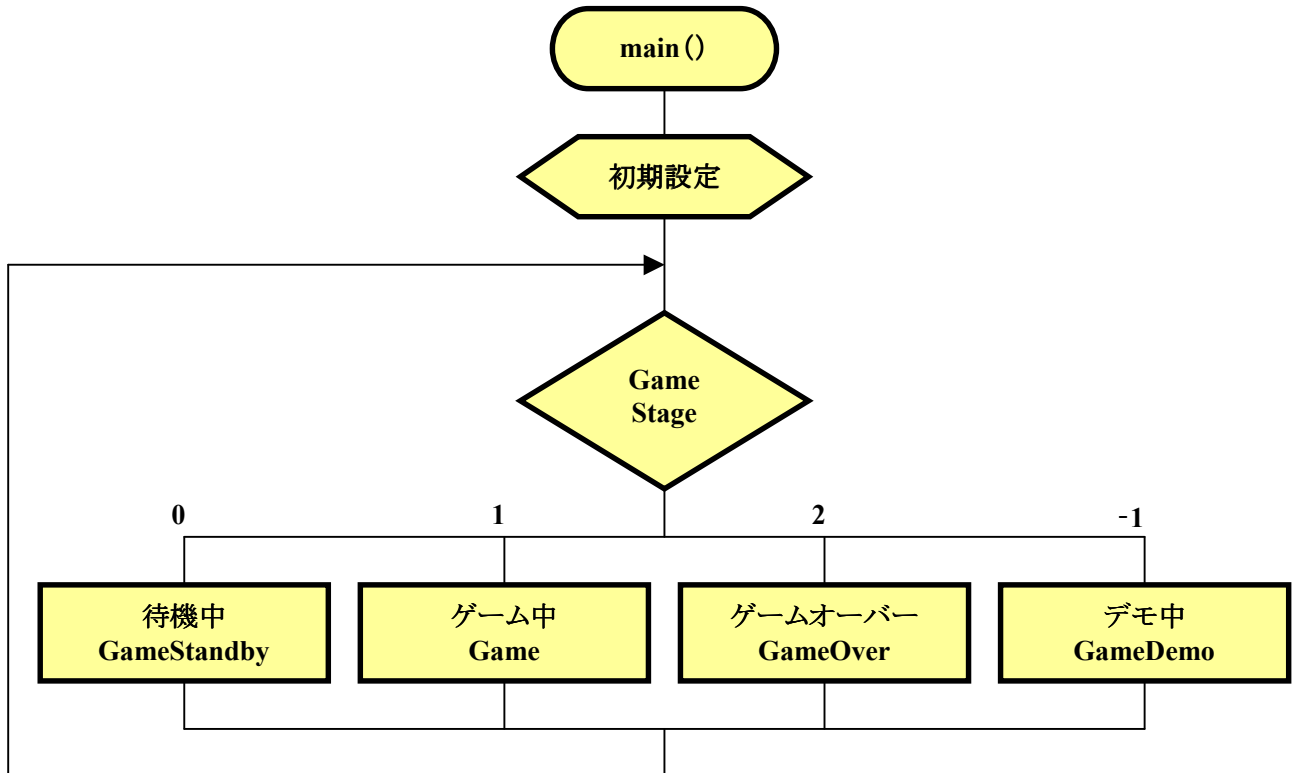 main()
初期設定
Game
Stage
0
1
2
-1
待機中
GameStandby
ゲーム中
Game
ゲームオーバー
GameOver
デモ中
GameDemo